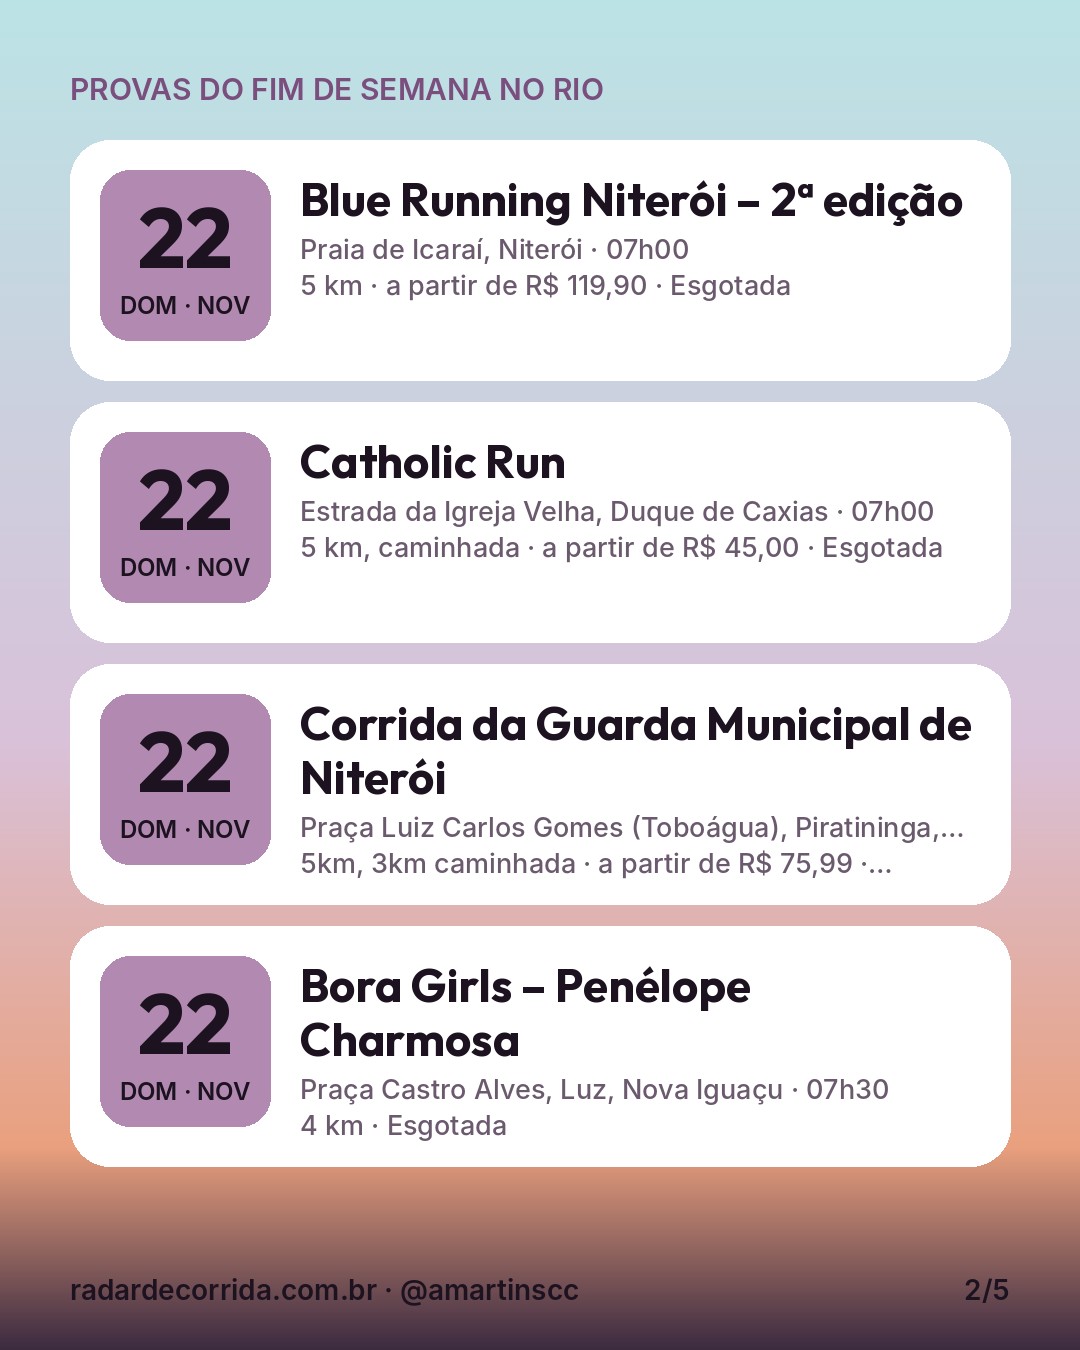 PROVAS DO FIM DE SEMANA NO RIO
22
DOM · NOV
Blue Running Niterói – 2ª edição
Praia de Icaraí, Niterói · 07h00
5 km · a partir de R$ 119,90 · Esgotada
22
DOM · NOV
Catholic Run
Estrada da Igreja Velha, Duque de Caxias · 07h00
5 km, caminhada · a partir de R$ 45,00 · Esgotada
22
DOM · NOV
Corrida da Guarda Municipal de
Niterói
Praça Luiz Carlos Gomes (Toboágua), Piratininga,...
5km, 3km caminhada · a partir de R$ 75,99 ·...
22
DOM · NOV
Bora Girls – Penélope
Charmosa
Praça Castro Alves, Luz, Nova Iguaçu · 07h30
4 km · Esgotada
radardecorrida.com.br · @amartinscc
2/5